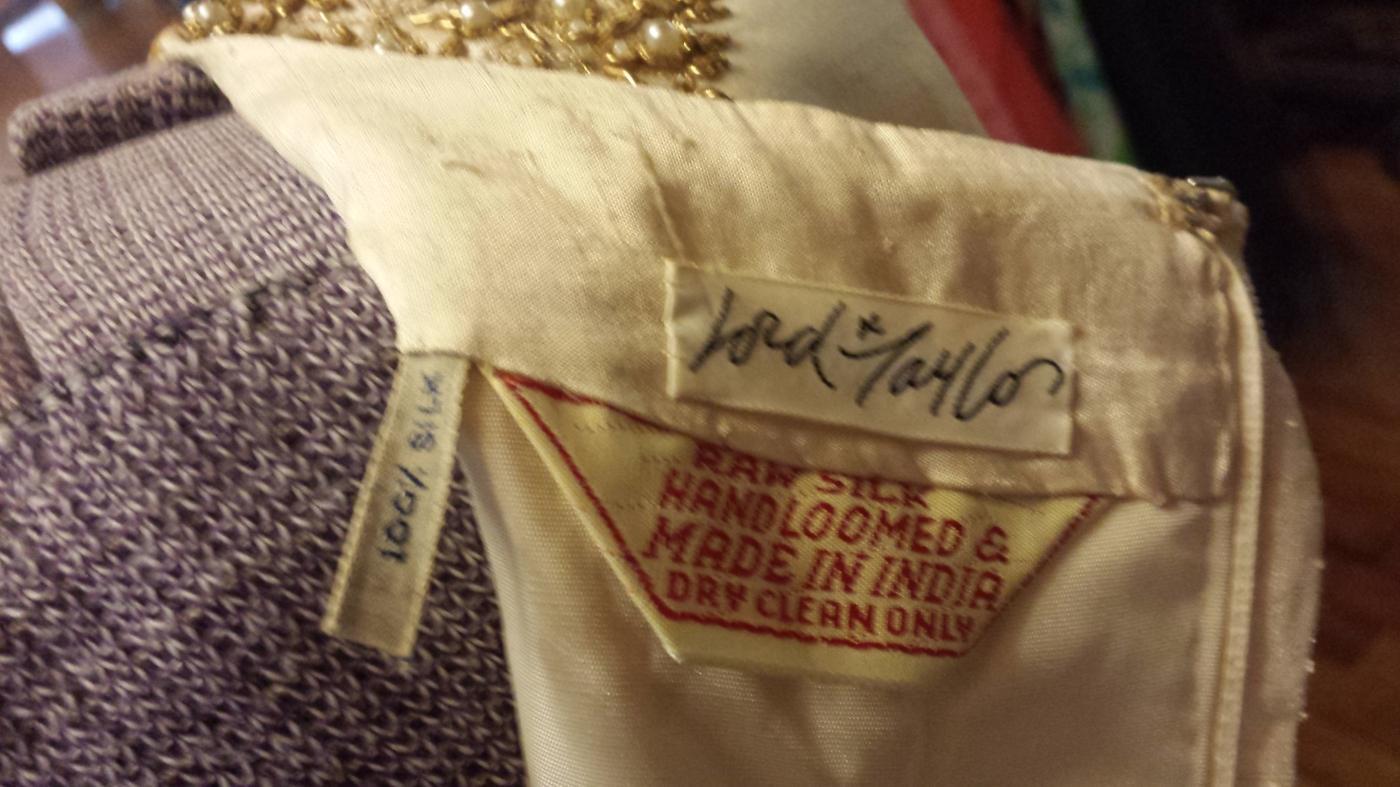 Lord & Taylor
100% SILK
RAW SILK
HANDLOOMED &
MADE IN INDIA
DRY CLEAN ONLY